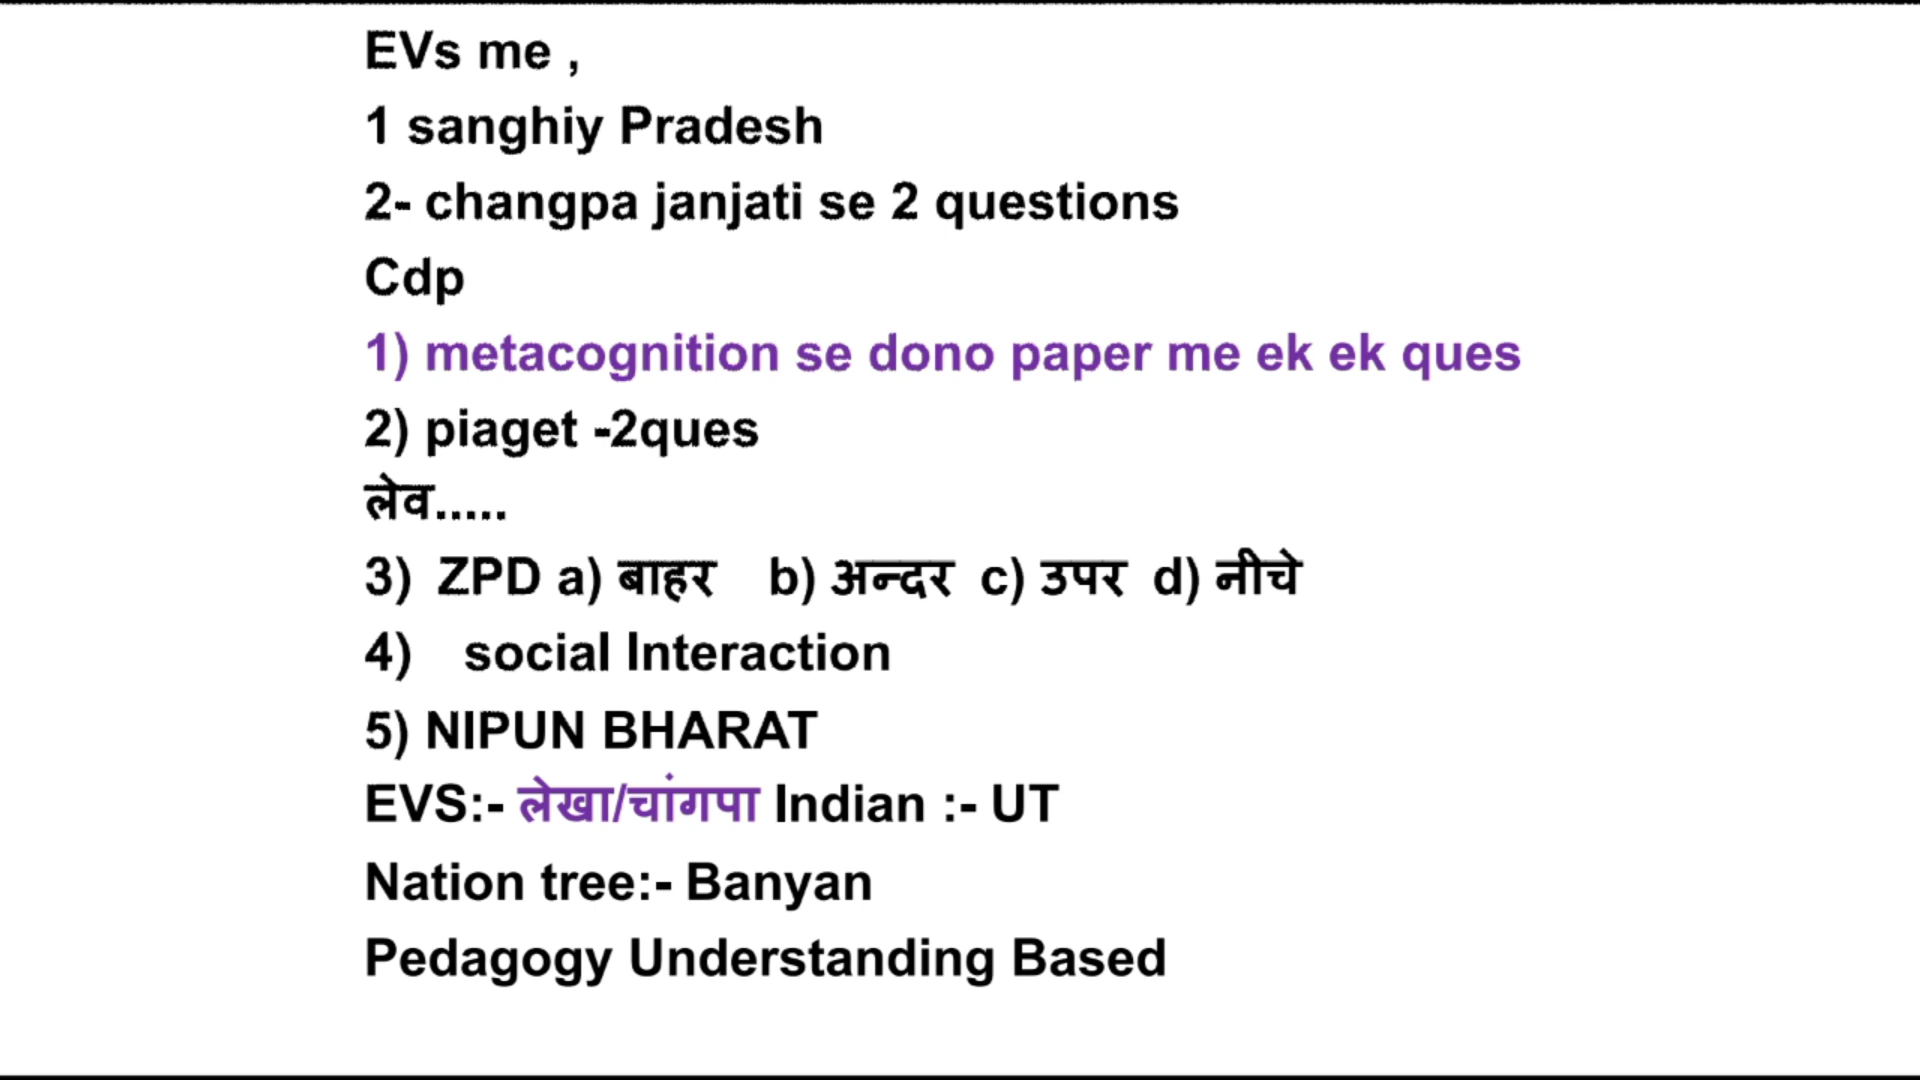 EVs me ,
1 sanghiy Pradesh
2- changpa janjati se 2 questions
Cdp
1) metacognition se dono paper me ek ek ques
2) piaget -2ques
लेव.....
3) ZPD a) बाहर b) अन्दर c) उपर d) नीचे
4) social Interaction
5) NIPUN BHARAT
EVS:- लेखा/चांगपा Indian :- UT
Nation tree:- Banyan
Pedagogy Understanding Based